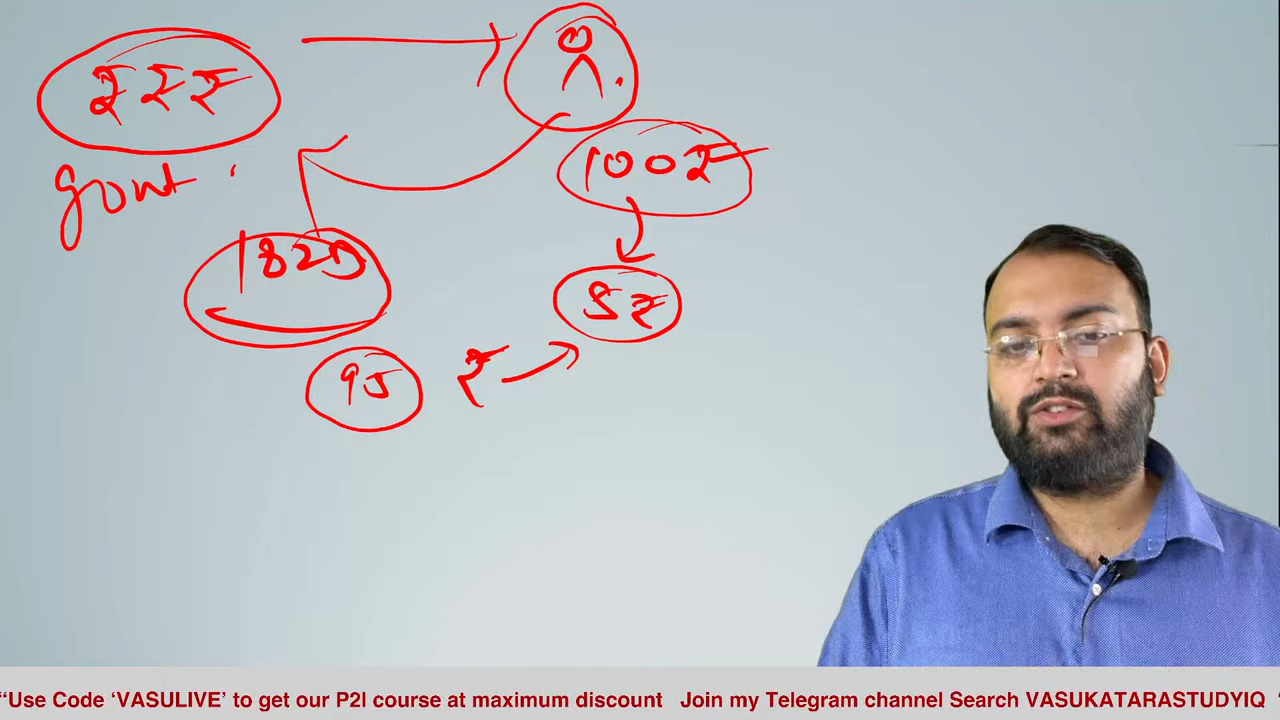 ₹ ₹ ₹
govt.
100₹
1825
5₹
95 ₹
“Use Code ‘VASULIVE’ to get our P2I course at maximum discount Join my Telegram channel Search VASUKATARASTUDYIQ “